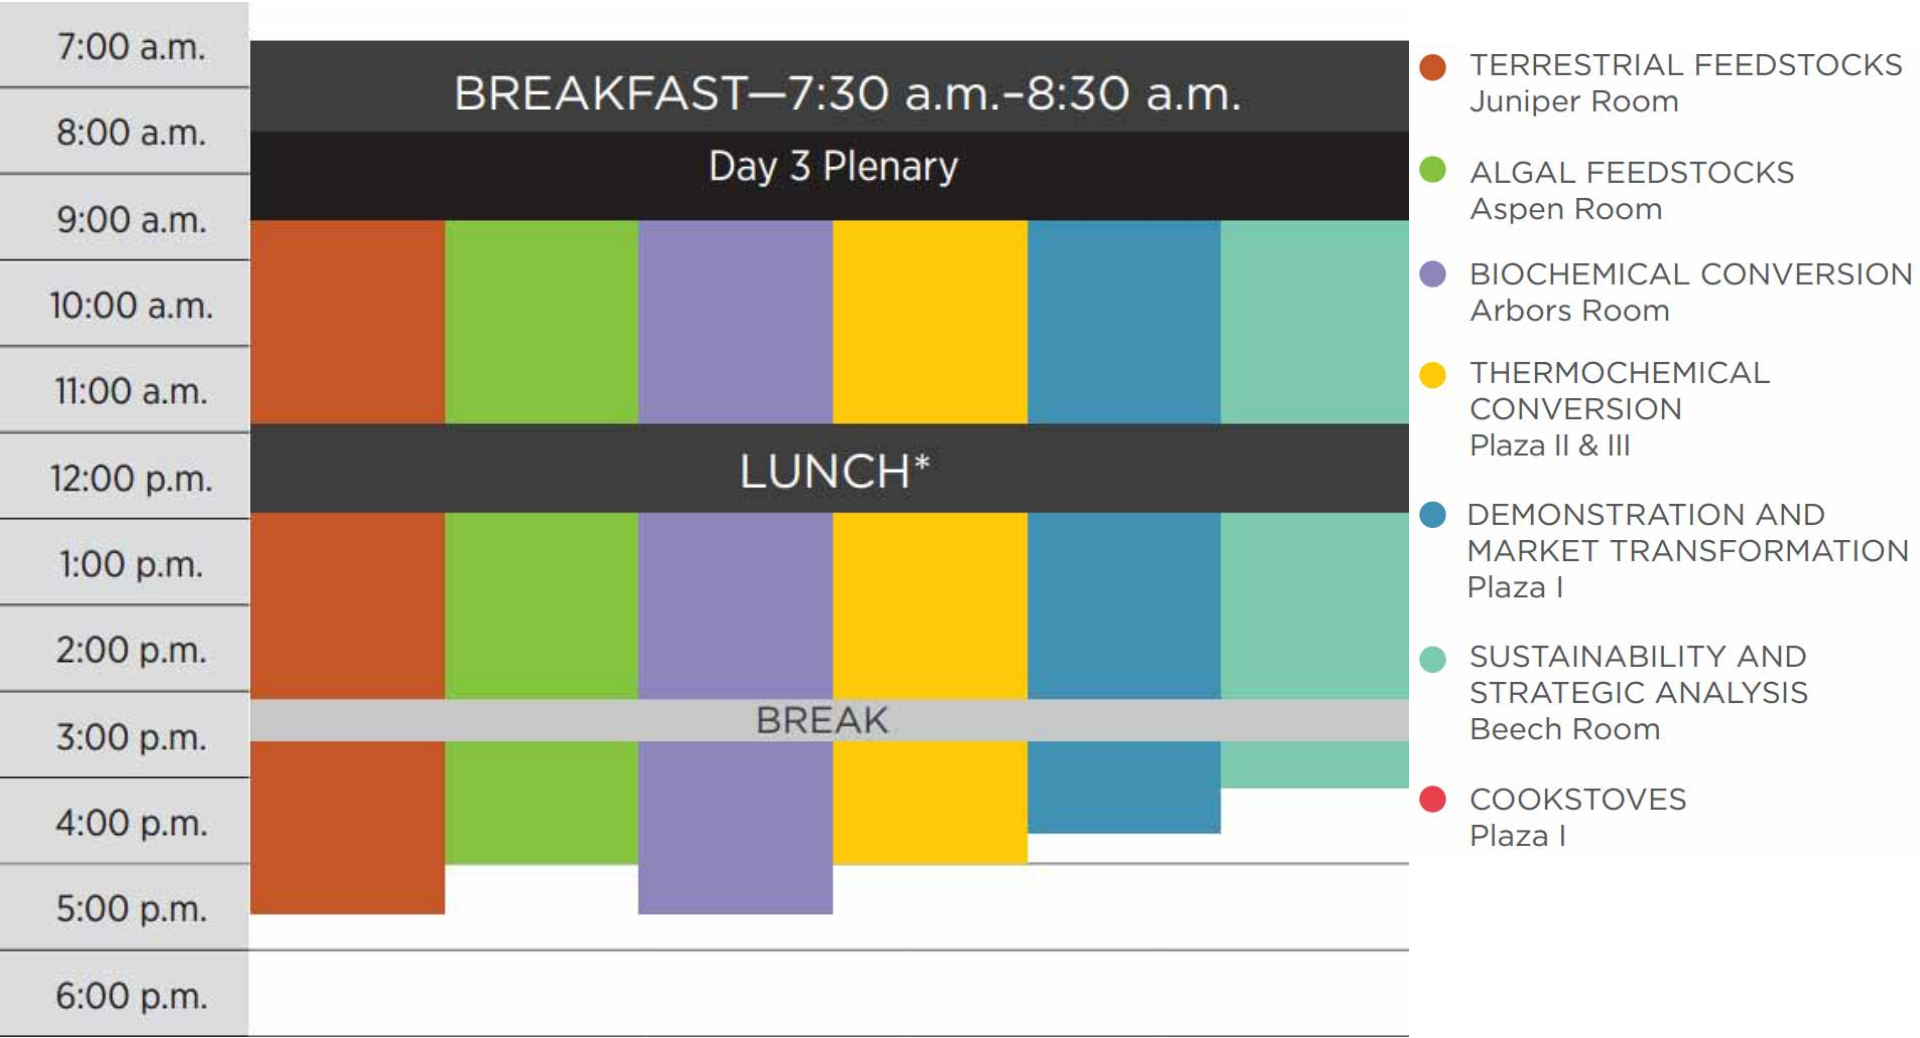 7:00 a.m.
8:00 a.m.
9:00 a.m.
10:00 a.m.
11:00 a.m.
12:00 p.m.
1:00 p.m.
2:00 p.m.
3:00 p.m.
4:00 p.m.
5:00 p.m.
6:00 p.m.
BREAKFAST—7:30 a.m.–8:30 a.m.
Day 3 Plenary
LUNCH*
BREAK
TERRESTRIAL FEEDSTOCKS
Juniper Room
ALGAL FEEDSTOCKS
Aspen Room
BIOCHEMICAL CONVERSION
Arbors Room
THERMOCHEMICAL
CONVERSION
Plaza II & III
DEMONSTRATION AND
MARKET TRANSFORMATION
Plaza I
SUSTAINABILITY AND
STRATEGIC ANALYSIS
Beech Room
COOKSTOVES
Plaza I